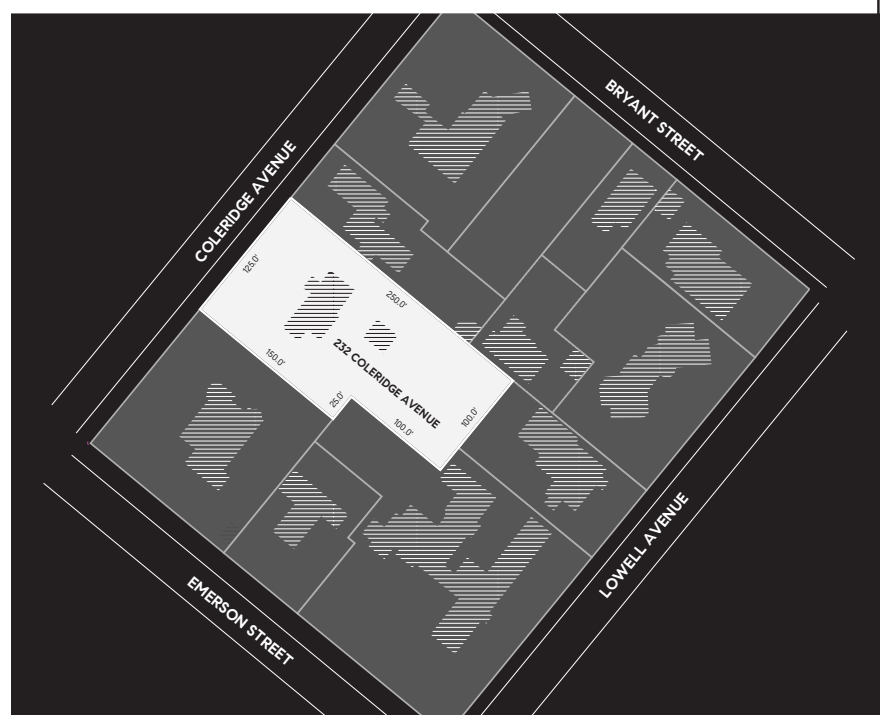 BRYANT STREET
COLERIDGE AVENUE
125.0'
250.0'
232 COLERIDGE AVENUE
150.0'
25.0'
100.0'
100.0'
LOWELL AVENUE
EMERSON STREET